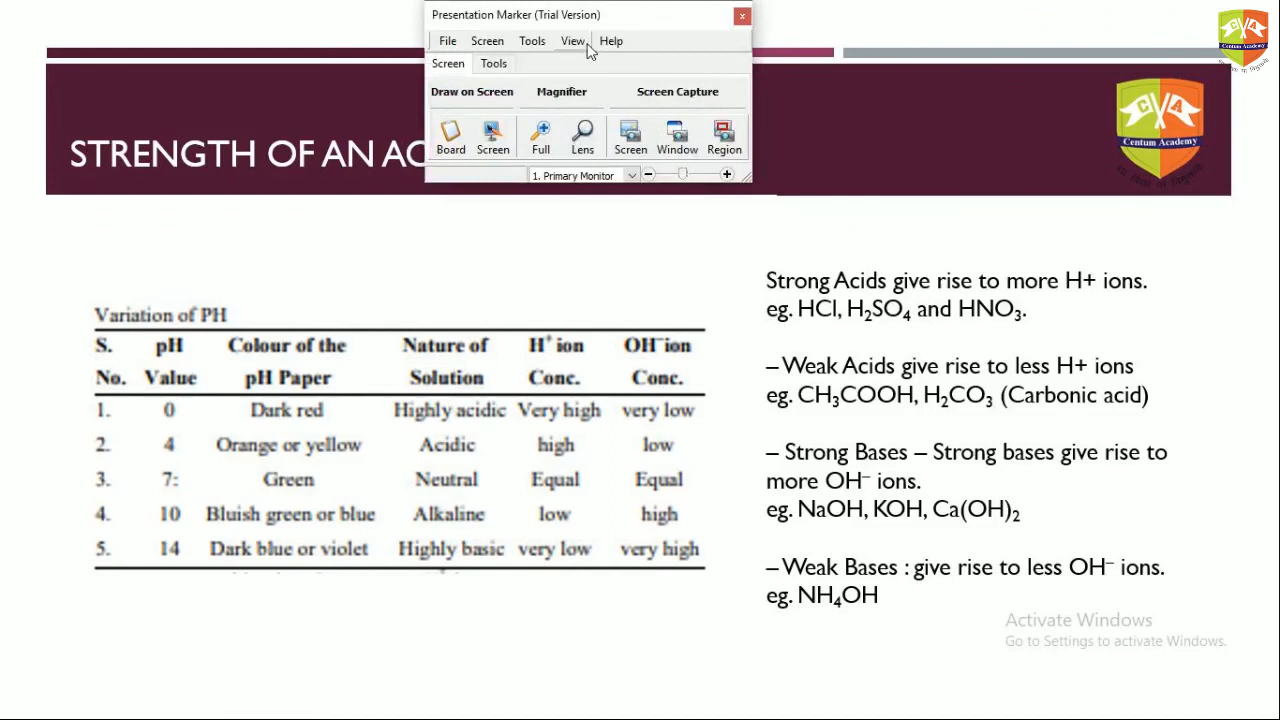 Presentation Marker (Trial Version)
File Screen Tools View Help
Screen Tools
Draw on Screen Magnifier Screen Capture
Board Screen Full Lens Screen Window Region
1. Primary Monitor
Centum Academy
STRENGTH OF AN AC
Centum Academy
Variation of PH
S. pH Colour of the Nature of H⁺ ion OH⁻ion
No. Value pH Paper Solution Conc. Conc.
1. 0 Dark red Highly acidic Very high very low
2. 4 Orange or yellow Acidic high low
3. 7: Green Neutral Equal Equal
4. 10 Bluish green or blue Alkaline low high
5. 14 Dark blue or violet Highly basic very low very high
Strong Acids give rise to more H+ ions.
eg. HCl, H₂SO₄ and HNO₃.
– Weak Acids give rise to less H+ ions
eg. CH₃COOH, H₂CO₃ (Carbonic acid)
– Strong Bases – Strong bases give rise to
more OH⁻ ions.
eg. NaOH, KOH, Ca(OH)₂
– Weak Bases : give rise to less OH⁻ ions.
eg. NH₄OH
Activate Windows
Go to Settings to activate Windows.